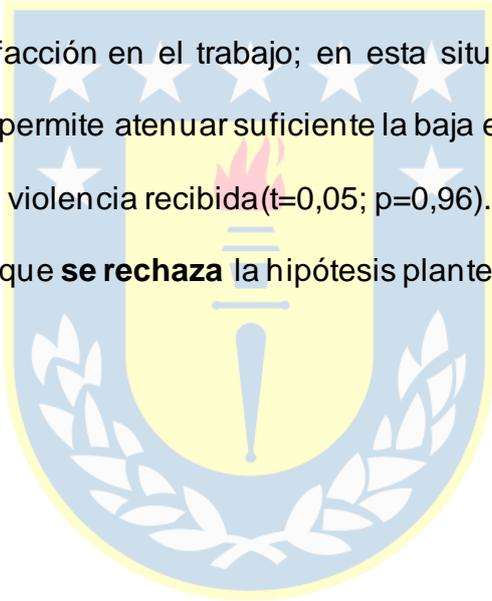 facción en el trabajo; en esta situ
permite atenuar suficiente la baja e
violencia recibida(t=0,05; p=0,96).
que se rechaza la hipótesis plante